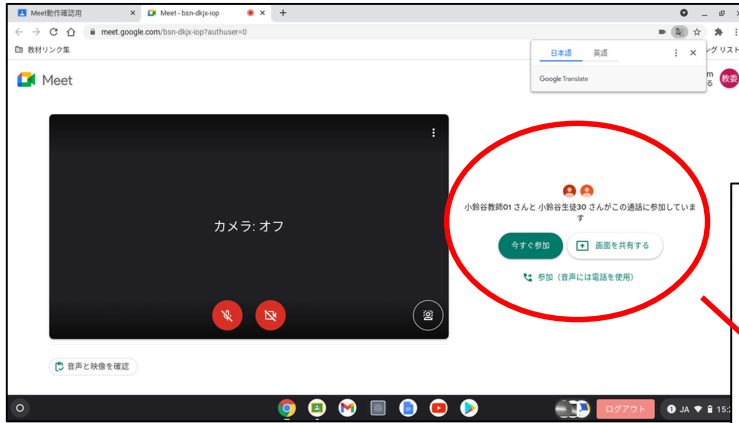 Meet動作確認用
Meet - bsn-dkjx-iop
meet.google.com/bsn-dkjx-iop?authuser=0
教材リンク集
日本語 英語
Google Translate
グリスト
Meet
m
る
教委
カメラ: オフ
小鈴谷教師01 さんと 小鈴谷生徒30 さんがこの通話に参加していま
す
今すぐ参加
画面を共有する
参加（音声には電話を使用）
音声と映像を確認
ログアウト
JA
15: